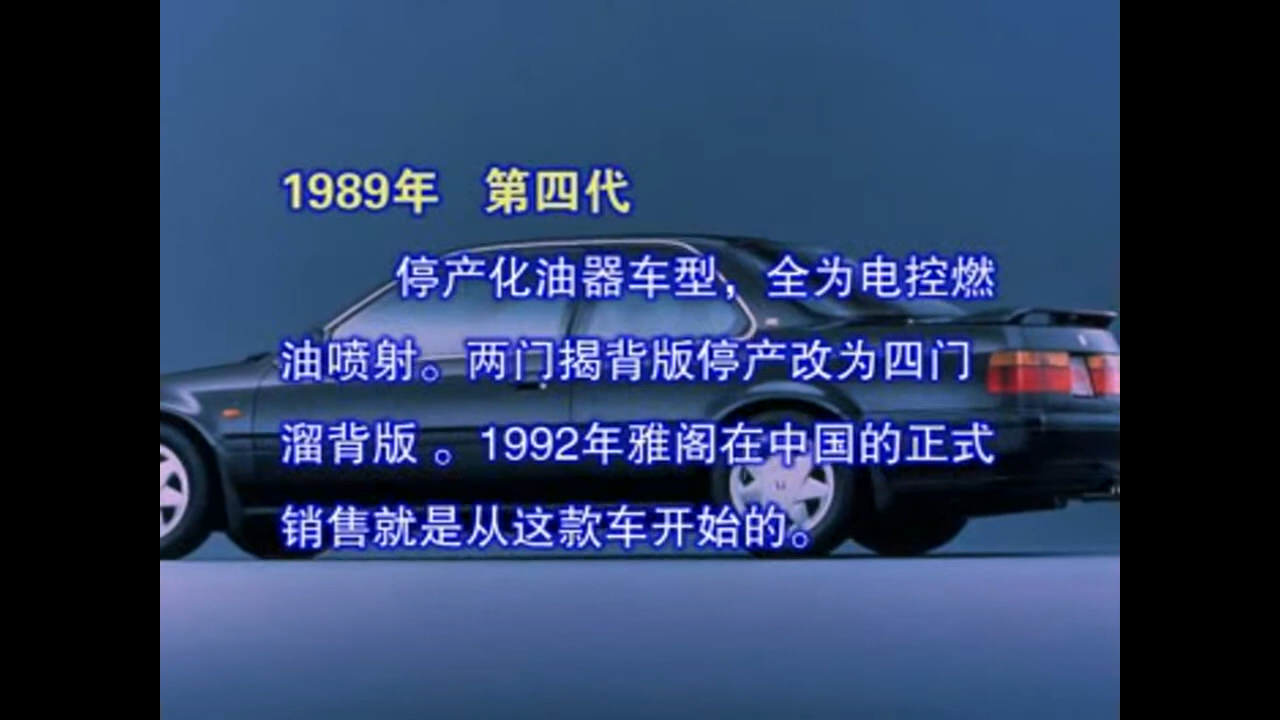 1989年 第四代
停产化油器车型，全为电控燃
油喷射。两门揭背版停产改为四门
溜背版 。1992年雅阁在中国的正式
销售就是从这款车开始的。